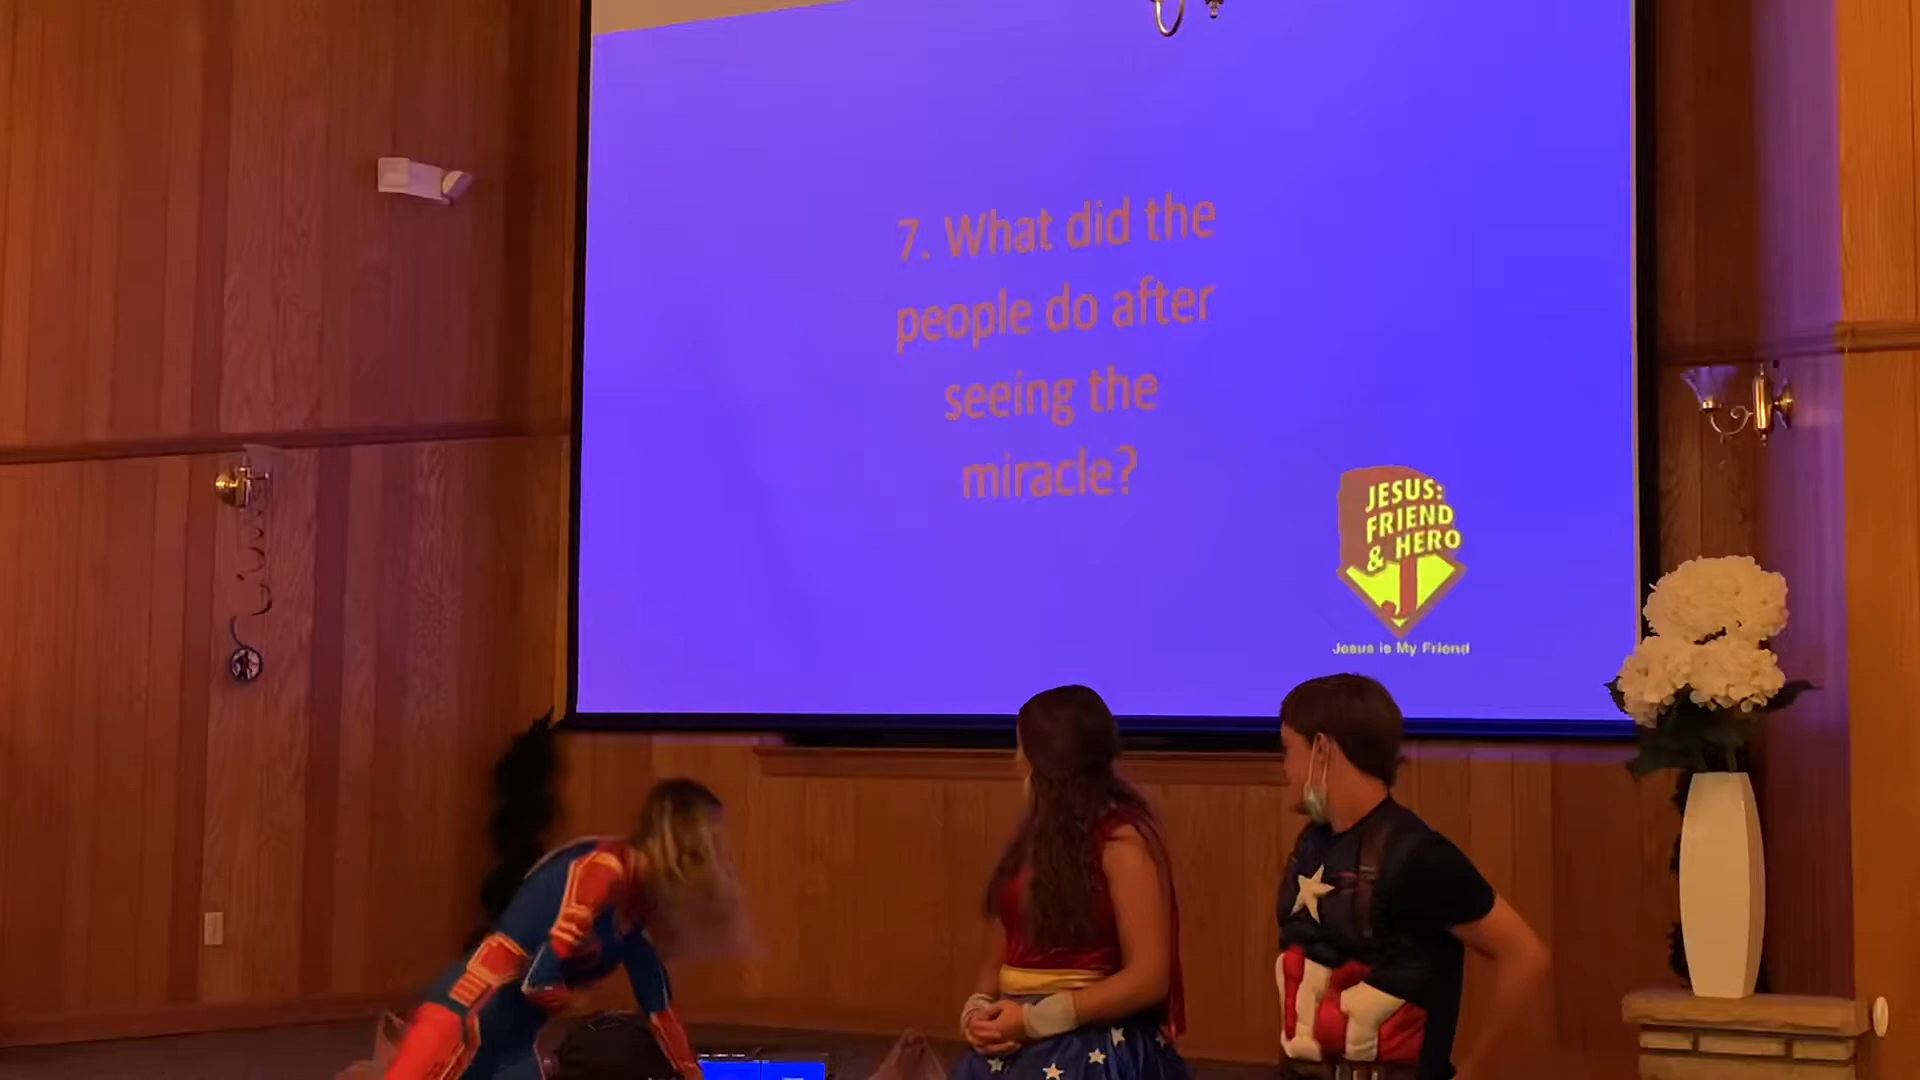 7. What did the
people do after
seeing the
miracle?
JESUS:
FRIEND
& HERO
J
Jesus is My Friend